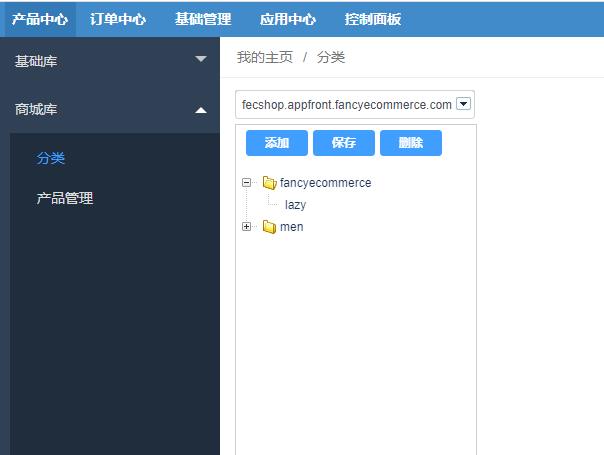 产品中心 订单中心 基础管理 应用中心 控制面板
基础库
商城库
分类
产品管理
我的主页 / 分类
fecshop.appfront.fancyecommerce.com
添加 保存 删除
fancyecommerce
lazy
men